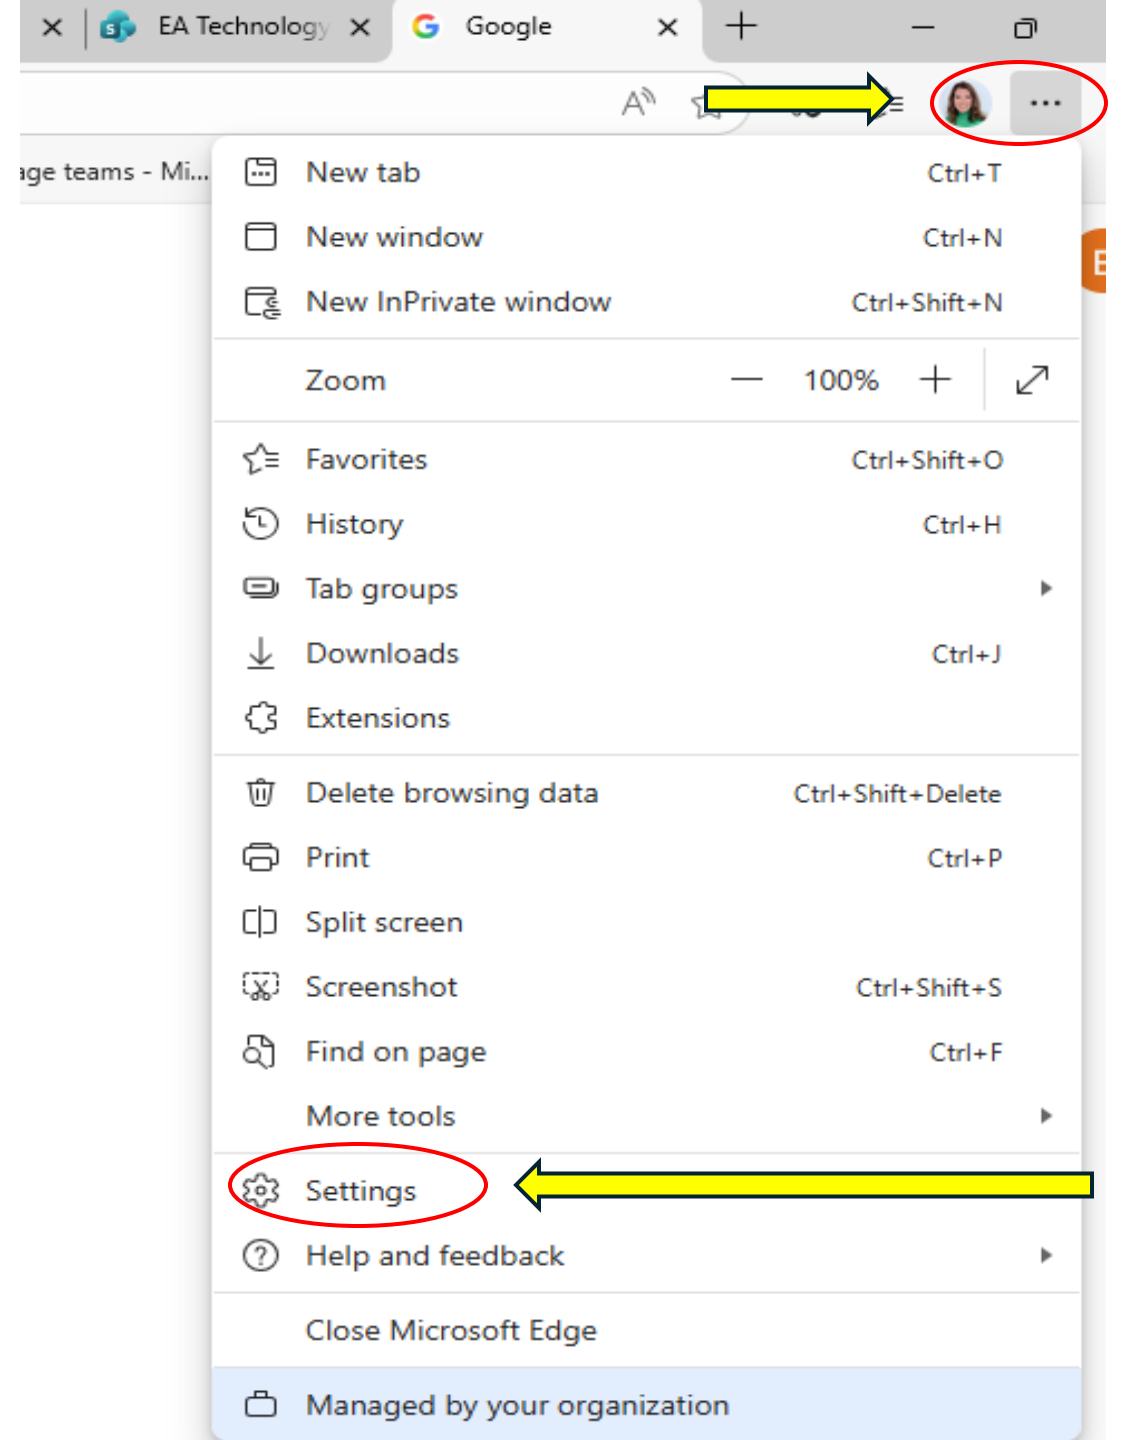 EA Technology
Google
age teams - Mi...
New tab Ctrl+T
New window Ctrl+N
New InPrivate window Ctrl+Shift+N
Zoom 100%
Favorites Ctrl+Shift+O
History Ctrl+H
Tab groups
Downloads Ctrl+J
Extensions
Delete browsing data Ctrl+Shift+Delete
Print Ctrl+P
Split screen
Screenshot Ctrl+Shift+S
Find on page Ctrl+F
More tools
Settings
Help and feedback
Close Microsoft Edge
Managed by your organization